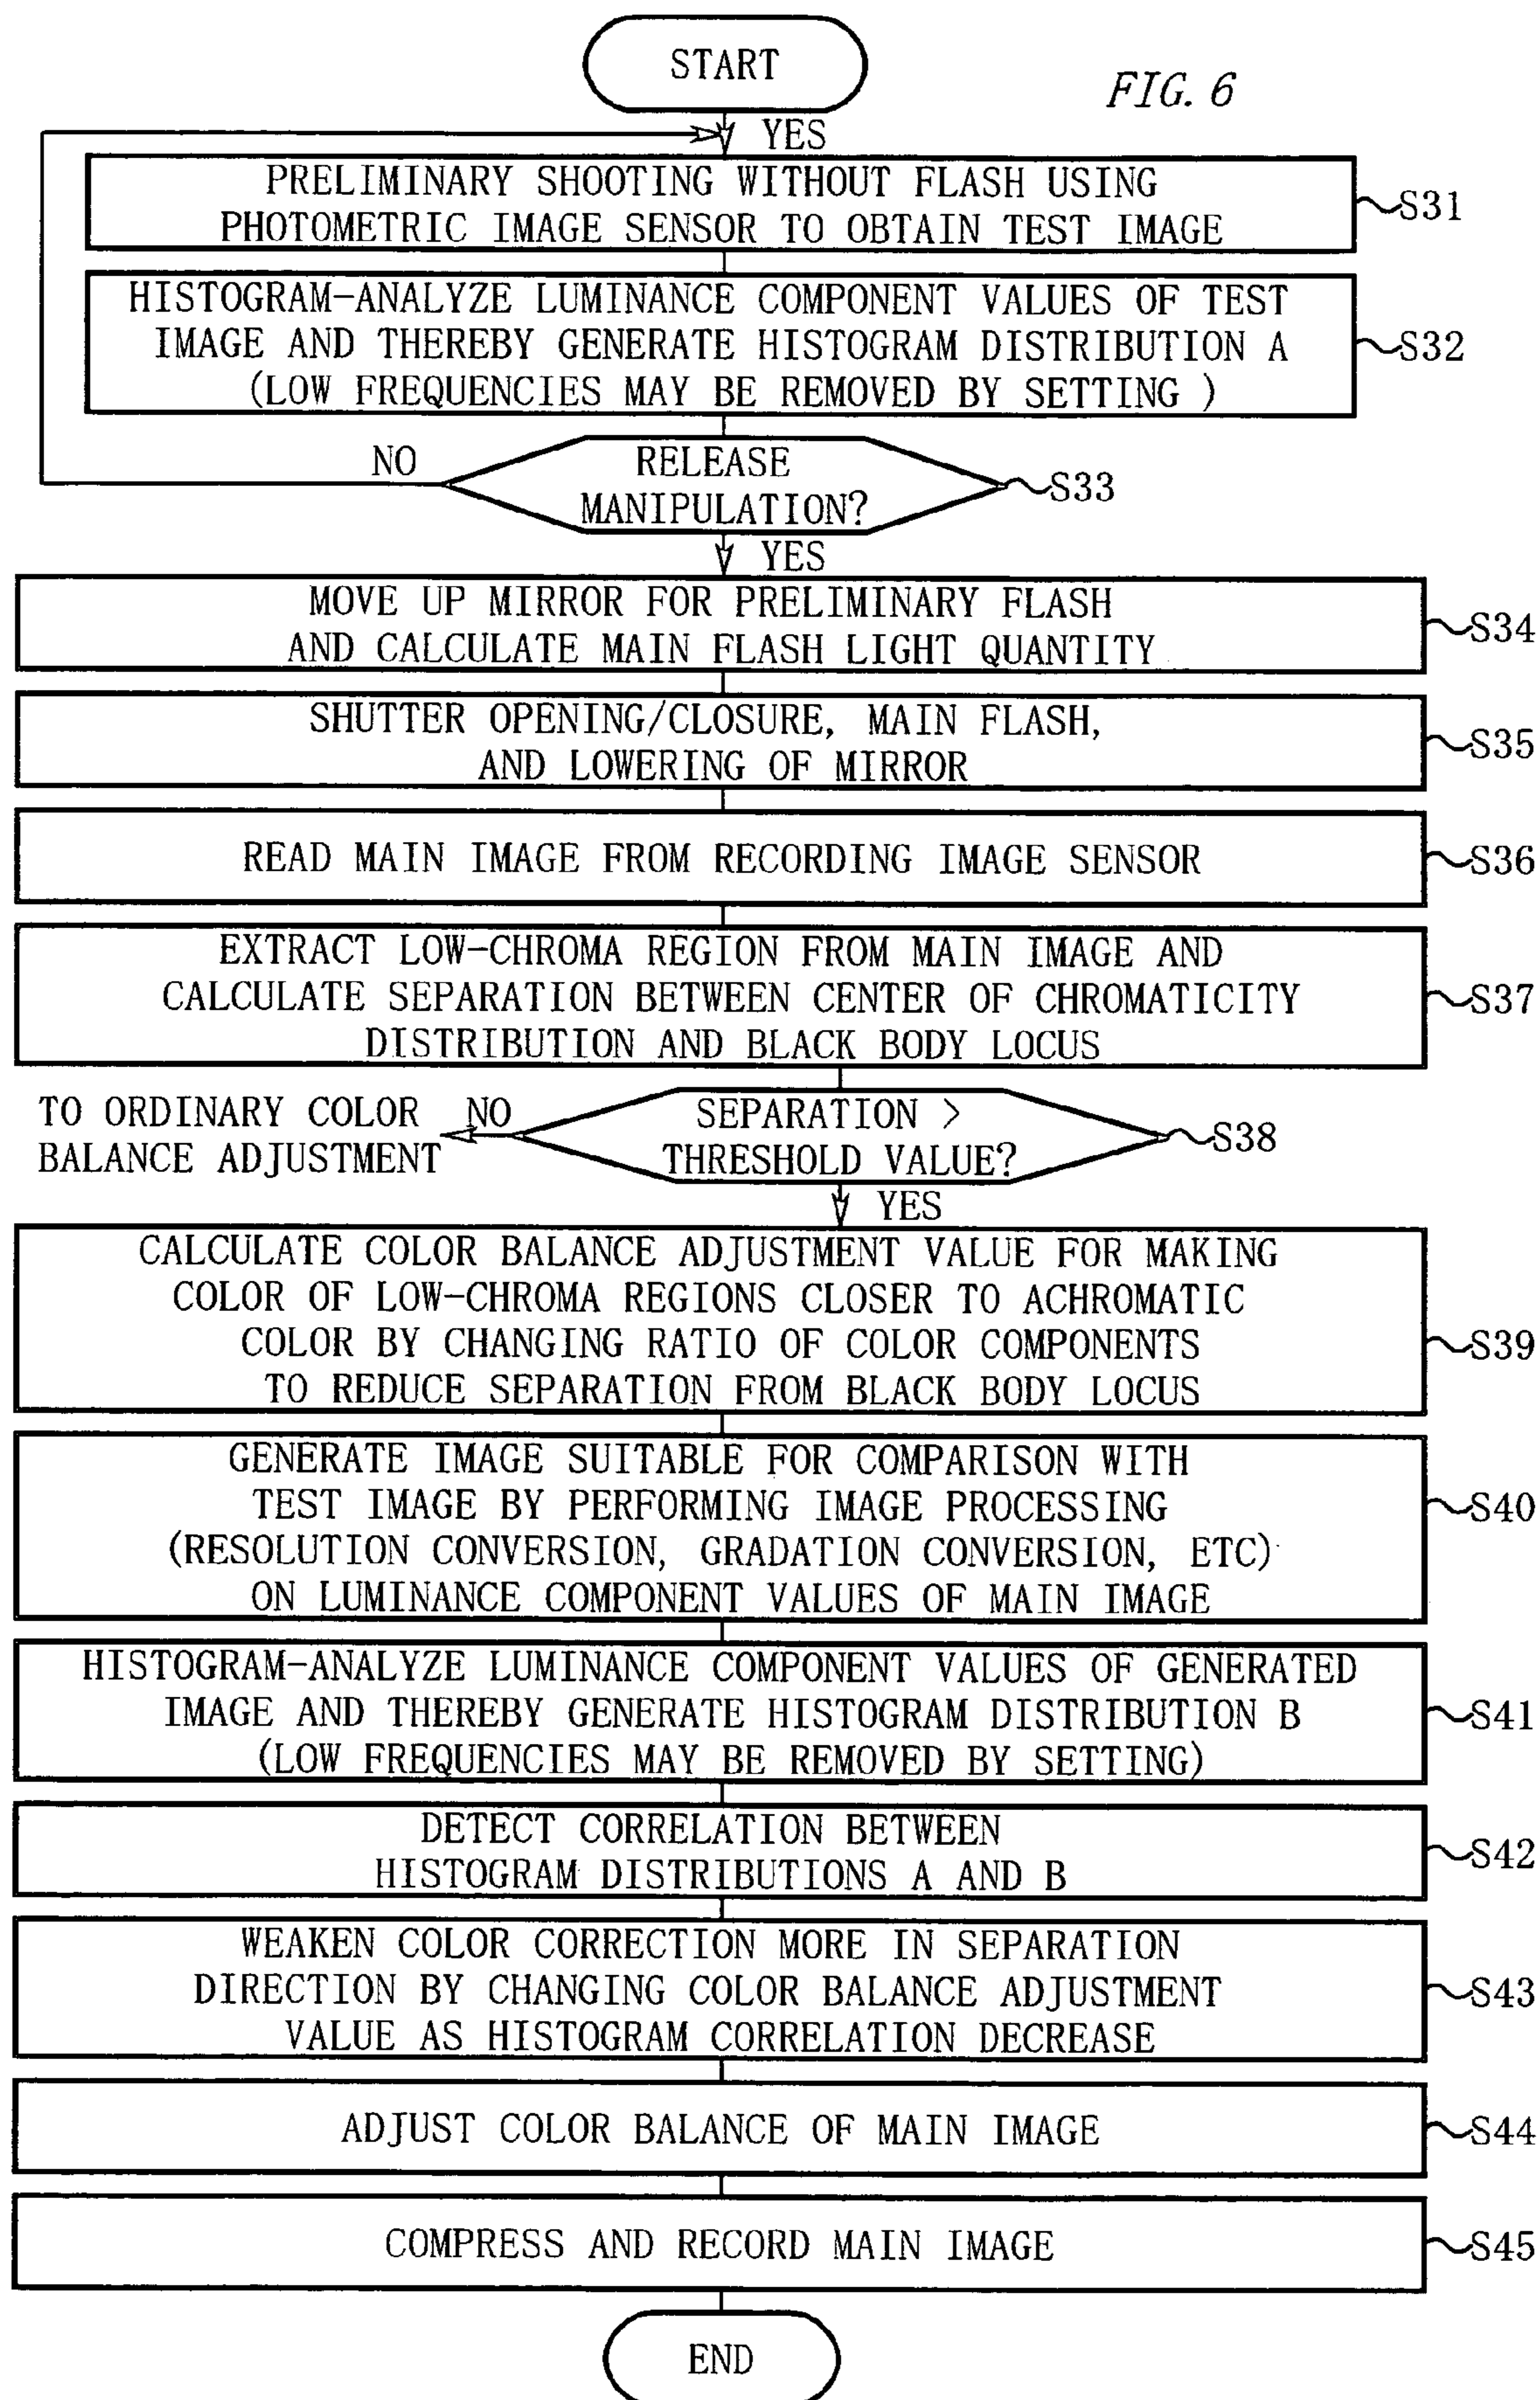 START
FIG. 6
YES
PRELIMINARY SHOOTING WITHOUT FLASH USING
PHOTOMETRIC IMAGE SENSOR TO OBTAIN TEST IMAGE
S31
HISTOGRAM-ANALYZE LUMINANCE COMPONENT VALUES OF TEST
IMAGE AND THEREBY GENERATE HISTOGRAM DISTRIBUTION A
(LOW FREQUENCIES MAY BE REMOVED BY SETTING )
S32
NO
RELEASE
MANIPULATION?
S33
YES
MOVE UP MIRROR FOR PRELIMINARY FLASH
AND CALCULATE MAIN FLASH LIGHT QUANTITY
S34
SHUTTER OPENING/CLOSURE, MAIN FLASH,
AND LOWERING OF MIRROR
S35
READ MAIN IMAGE FROM RECORDING IMAGE SENSOR
S36
EXTRACT LOW-CHROMA REGION FROM MAIN IMAGE AND
CALCULATE SEPARATION BETWEEN CENTER OF CHROMATICITY
DISTRIBUTION AND BLACK BODY LOCUS
S37
TO ORDINARY COLOR
BALANCE ADJUSTMENT
NO
SEPARATION >
THRESHOLD VALUE?
S38
YES
CALCULATE COLOR BALANCE ADJUSTMENT VALUE FOR MAKING
COLOR OF LOW-CHROMA REGIONS CLOSER TO ACHROMATIC
COLOR BY CHANGING RATIO OF COLOR COMPONENTS
TO REDUCE SEPARATION FROM BLACK BODY LOCUS
S39
GENERATE IMAGE SUITABLE FOR COMPARISON WITH
TEST IMAGE BY PERFORMING IMAGE PROCESSING
(RESOLUTION CONVERSION, GRADATION CONVERSION, ETC)
ON LUMINANCE COMPONENT VALUES OF MAIN IMAGE
S40
HISTOGRAM-ANALYZE LUMINANCE COMPONENT VALUES OF GENERATED
IMAGE AND THEREBY GENERATE HISTOGRAM DISTRIBUTION B
(LOW FREQUENCIES MAY BE REMOVED BY SETTING)
S41
DETECT CORRELATION BETWEEN
HISTOGRAM DISTRIBUTIONS A AND B
S42
WEAKEN COLOR CORRECTION MORE IN SEPARATION
DIRECTION BY CHANGING COLOR BALANCE ADJUSTMENT
VALUE AS HISTOGRAM CORRELATION DECREASE
S43
ADJUST COLOR BALANCE OF MAIN IMAGE
S44
COMPRESS AND RECORD MAIN IMAGE
S45
END